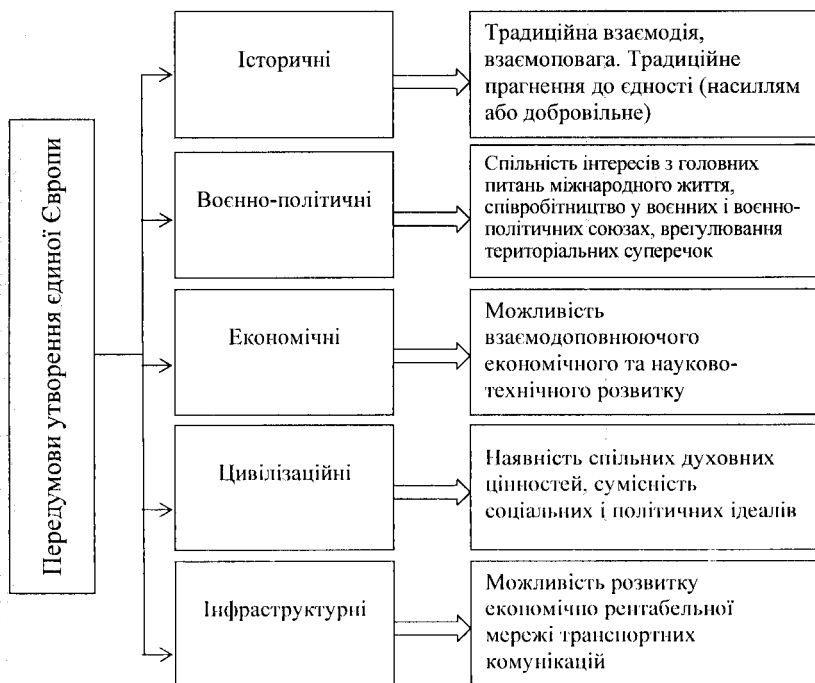 Передумови утворення єдиної Європи
Історичні
Традиційна взаємодія,
взаємоповага. Традиційне
прагнення до єдності (насиллям
або добровільне)
Воєнно-політичні
Спільність інтересів з головних
питань міжнародного життя,
співробітництво у воєнних і воєнно-
політичних союзах, врегулювання
територіальних суперечок
Економічні
Можливість
взаємодоповнюючого
економічного та науково-
технічного розвитку
Цивілізаційні
Наявність спільних духовних
цінностей, сумісність
соціальних і політичних ідеалів
Інфраструктурні
Можливість розвитку
економічно рентабельної
мережі транспортних
комунікацій